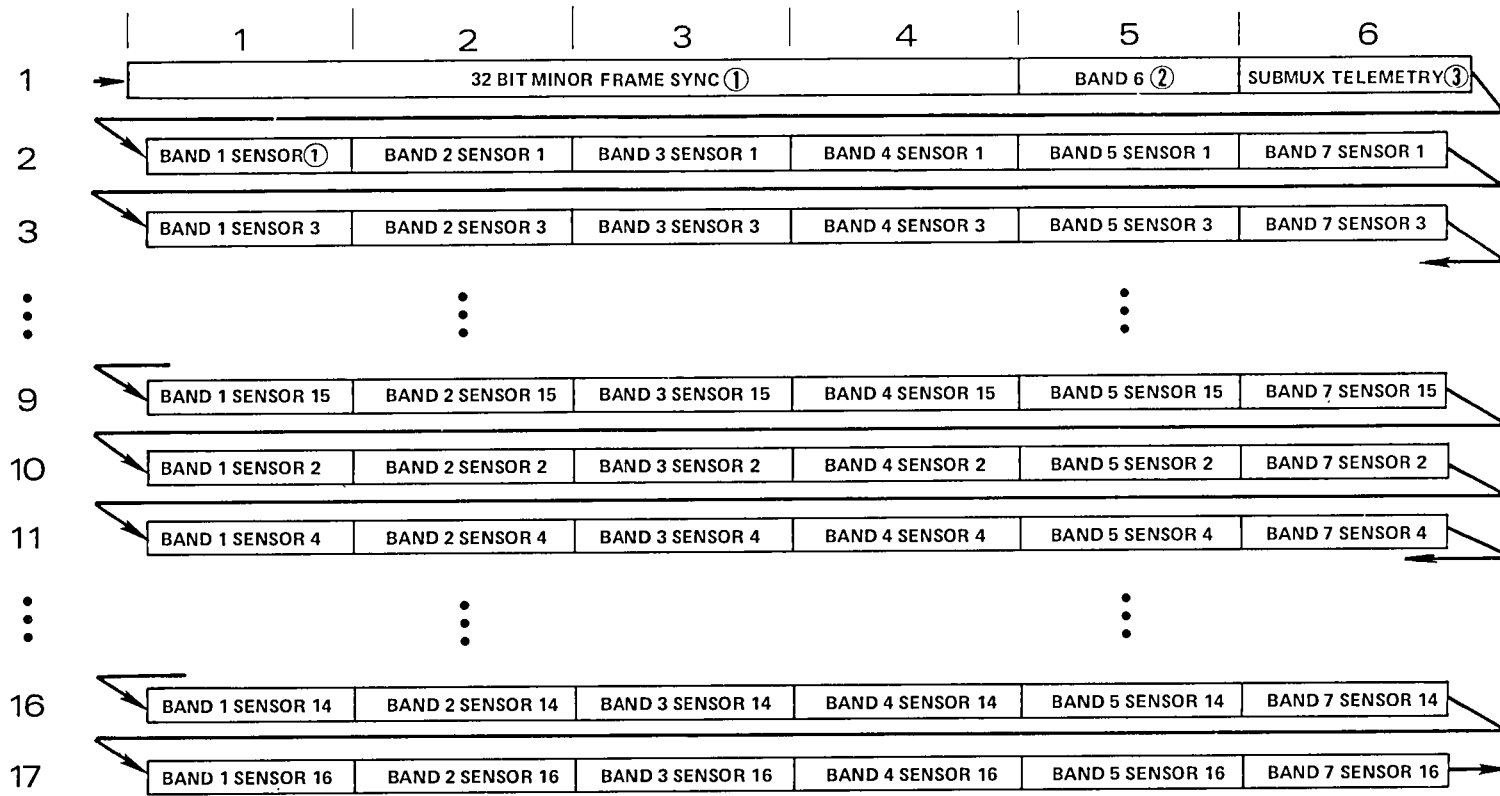 1 2 3 4 5 6
1 32 BIT MINOR FRAME SYNC ① BAND 6 ② SUBMUX TELEMETRY ③
2 BAND 1 SENSOR ① BAND 2 SENSOR 1 BAND 3 SENSOR 1 BAND 4 SENSOR 1 BAND 5 SENSOR 1 BAND 7 SENSOR 1
3 BAND 1 SENSOR 3 BAND 2 SENSOR 3 BAND 3 SENSOR 3 BAND 4 SENSOR 3 BAND 5 SENSOR 3 BAND 7 SENSOR 3
9 BAND 1 SENSOR 15 BAND 2 SENSOR 15 BAND 3 SENSOR 15 BAND 4 SENSOR 15 BAND 5 SENSOR 15 BAND 7 SENSOR 15
10 BAND 1 SENSOR 2 BAND 2 SENSOR 2 BAND 3 SENSOR 2 BAND 4 SENSOR 2 BAND 5 SENSOR 2 BAND 7 SENSOR 2
11 BAND 1 SENSOR 4 BAND 2 SENSOR 4 BAND 3 SENSOR 4 BAND 4 SENSOR 4 BAND 5 SENSOR 4 BAND 7 SENSOR 4
16 BAND 1 SENSOR 14 BAND 2 SENSOR 14 BAND 3 SENSOR 14 BAND 4 SENSOR 14 BAND 5 SENSOR 14 BAND 7 SENSOR 14
17 BAND 1 SENSOR 16 BAND 2 SENSOR 16 BAND 3 SENSOR 16 BAND 4 SENSOR 16 BAND 5 SENSOR 16 BAND 7 SENSOR 16